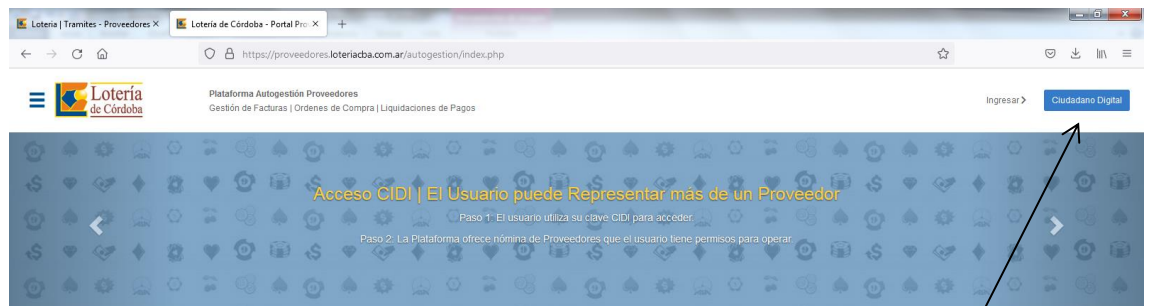 Loteria | Tramites - Proveedores
Lotería de Córdoba - Portal Pro
https://proveedores.loteriacba.com.ar/autogestion/index.php
Lotería
de Córdoba
Plataforma Autogestión Proveedores
Gestión de Facturas | Ordenes de Compra | Liquidaciones de Pagos
Ingresar
Ciudadano Digital
Acceso CIDI | El Usuario puede Representar más de un Proveedor
Paso 1: El usuario utiliza su clave CIDI para acceder.
Paso 2: La Plataforma ofrece nómina de Proveedores que el usuario tiene permisos para operar.